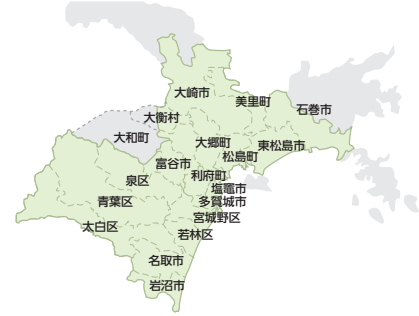 大崎市
美里町
石巻市
大衡村
大和町
大郷町
東松島市
松島町
富谷市
利府町
泉区
塩竈市
青葉区
多賀城市
宮城野区
太白区
若林区
名取市
岩沼市